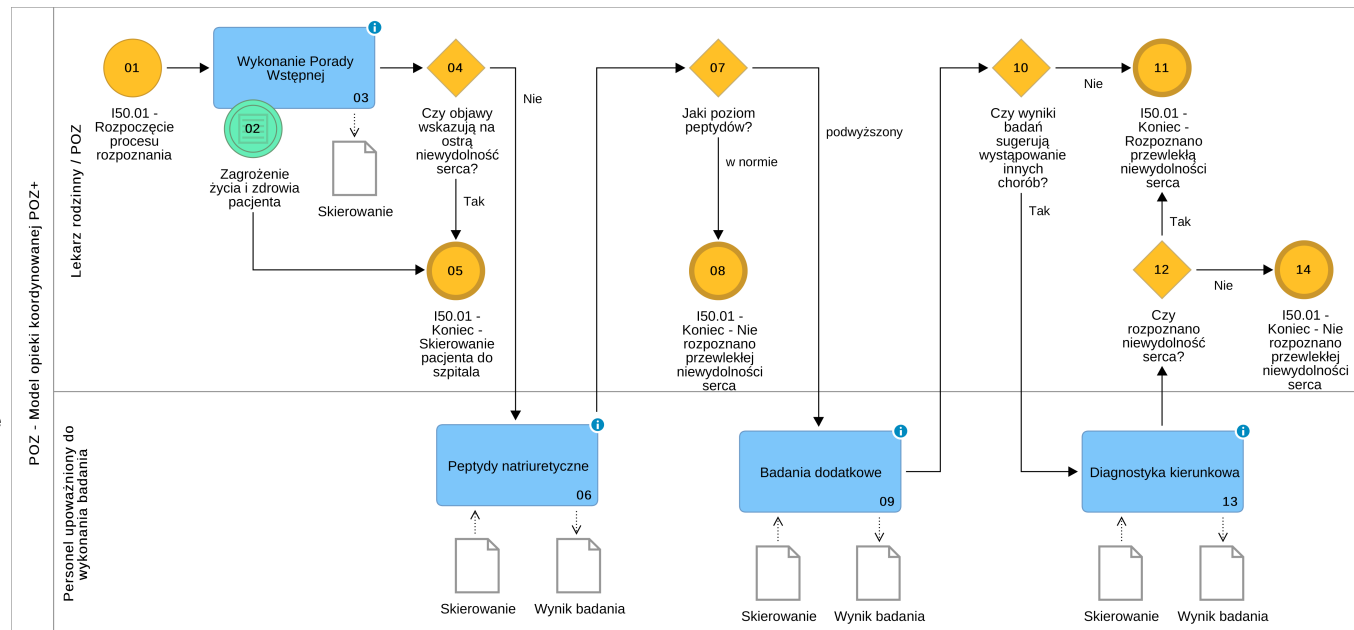 POZ - Model opieki koordynowanej POZ+
Lekarz rodzinny / POZ
01
I50.01 -
Rozpoczęcie
procesu
rozpoznania
Wykonanie Porady
Wstępnej
03
i
02
Zagrożenie
życia i zdrowia
pacjenta
Skierowanie
04
Czy objawy
wskazują na
ostrą
niewydolność
serca?
Nie
Tak
05
I50.01 -
Koniec -
Skierowanie
pacjenta do
szpitala
07
Jaki poziom
peptydów?
podwyższony
w normie
08
I50.01 -
Koniec - Nie
rozpoznano
przewlekłej
niewydolności
serca
10
Czy wyniki
badań
sugerują
wystąpowanie
innych
chorób?
Nie
Tak
11
I50.01 -
Koniec -
Rozpoznano
przewlekłą
niewydolności
serca
Tak
12
Nie
Czy
rozpoznano
niewydolność
serca?
14
I50.01 -
Koniec - Nie
rozpoznano
przewlekłej
niewydolności
serca
Personel upoważniony do
wykonania badania
Peptydy natriuretyczne
06
i
Skierowanie
Wynik badania
Badania dodatkowe
09
i
Skierowanie
Wynik badania
Diagnostyka kierunkowa
13
i
Skierowanie
Wynik badania